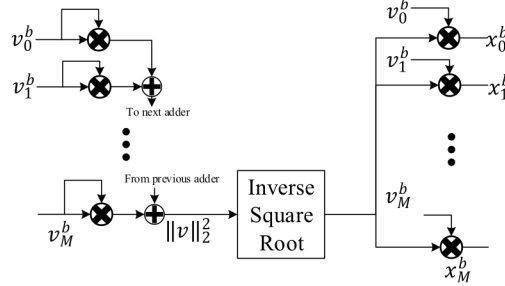 v_0^b
v_1^b
To next adder
From previous adder
v_M^b
‖v‖_2^2
Inverse
Square
Root
v_0^b
x_0^b
v_1^b
x_1^b
v_M^b
x_M^b